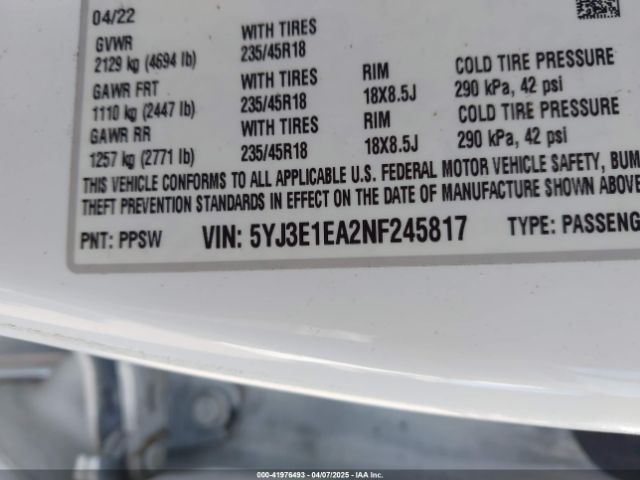 04/22
GVWR WITH TIRES
2129 kg (4694 lb) 235/45R18
GAWR FRT WITH TIRES RIM COLD TIRE PRESSURE
1110 kg (2447 lb) 235/45R18 18X8.5J 290 kPa, 42 psi
GAWR RR WITH TIRES RIM COLD TIRE PRESSURE
1257 kg (2771 lb) 235/45R18 18X8.5J 290 kPa, 42 psi
THIS VEHICLE CONFORMS TO ALL APPLICABLE U.S. FEDERAL MOTOR VEHICLE SAFETY, BUM
THEFT PREVENTION STANDARDS IN EFFECT ON THE DATE OF MANUFACTURE SHOWN ABOVE
PNT: PPSW VIN: 5YJ3E1EA2NF245817 TYPE: PASSENG
000-41976493 - 04/07/2025 - IAA Inc.